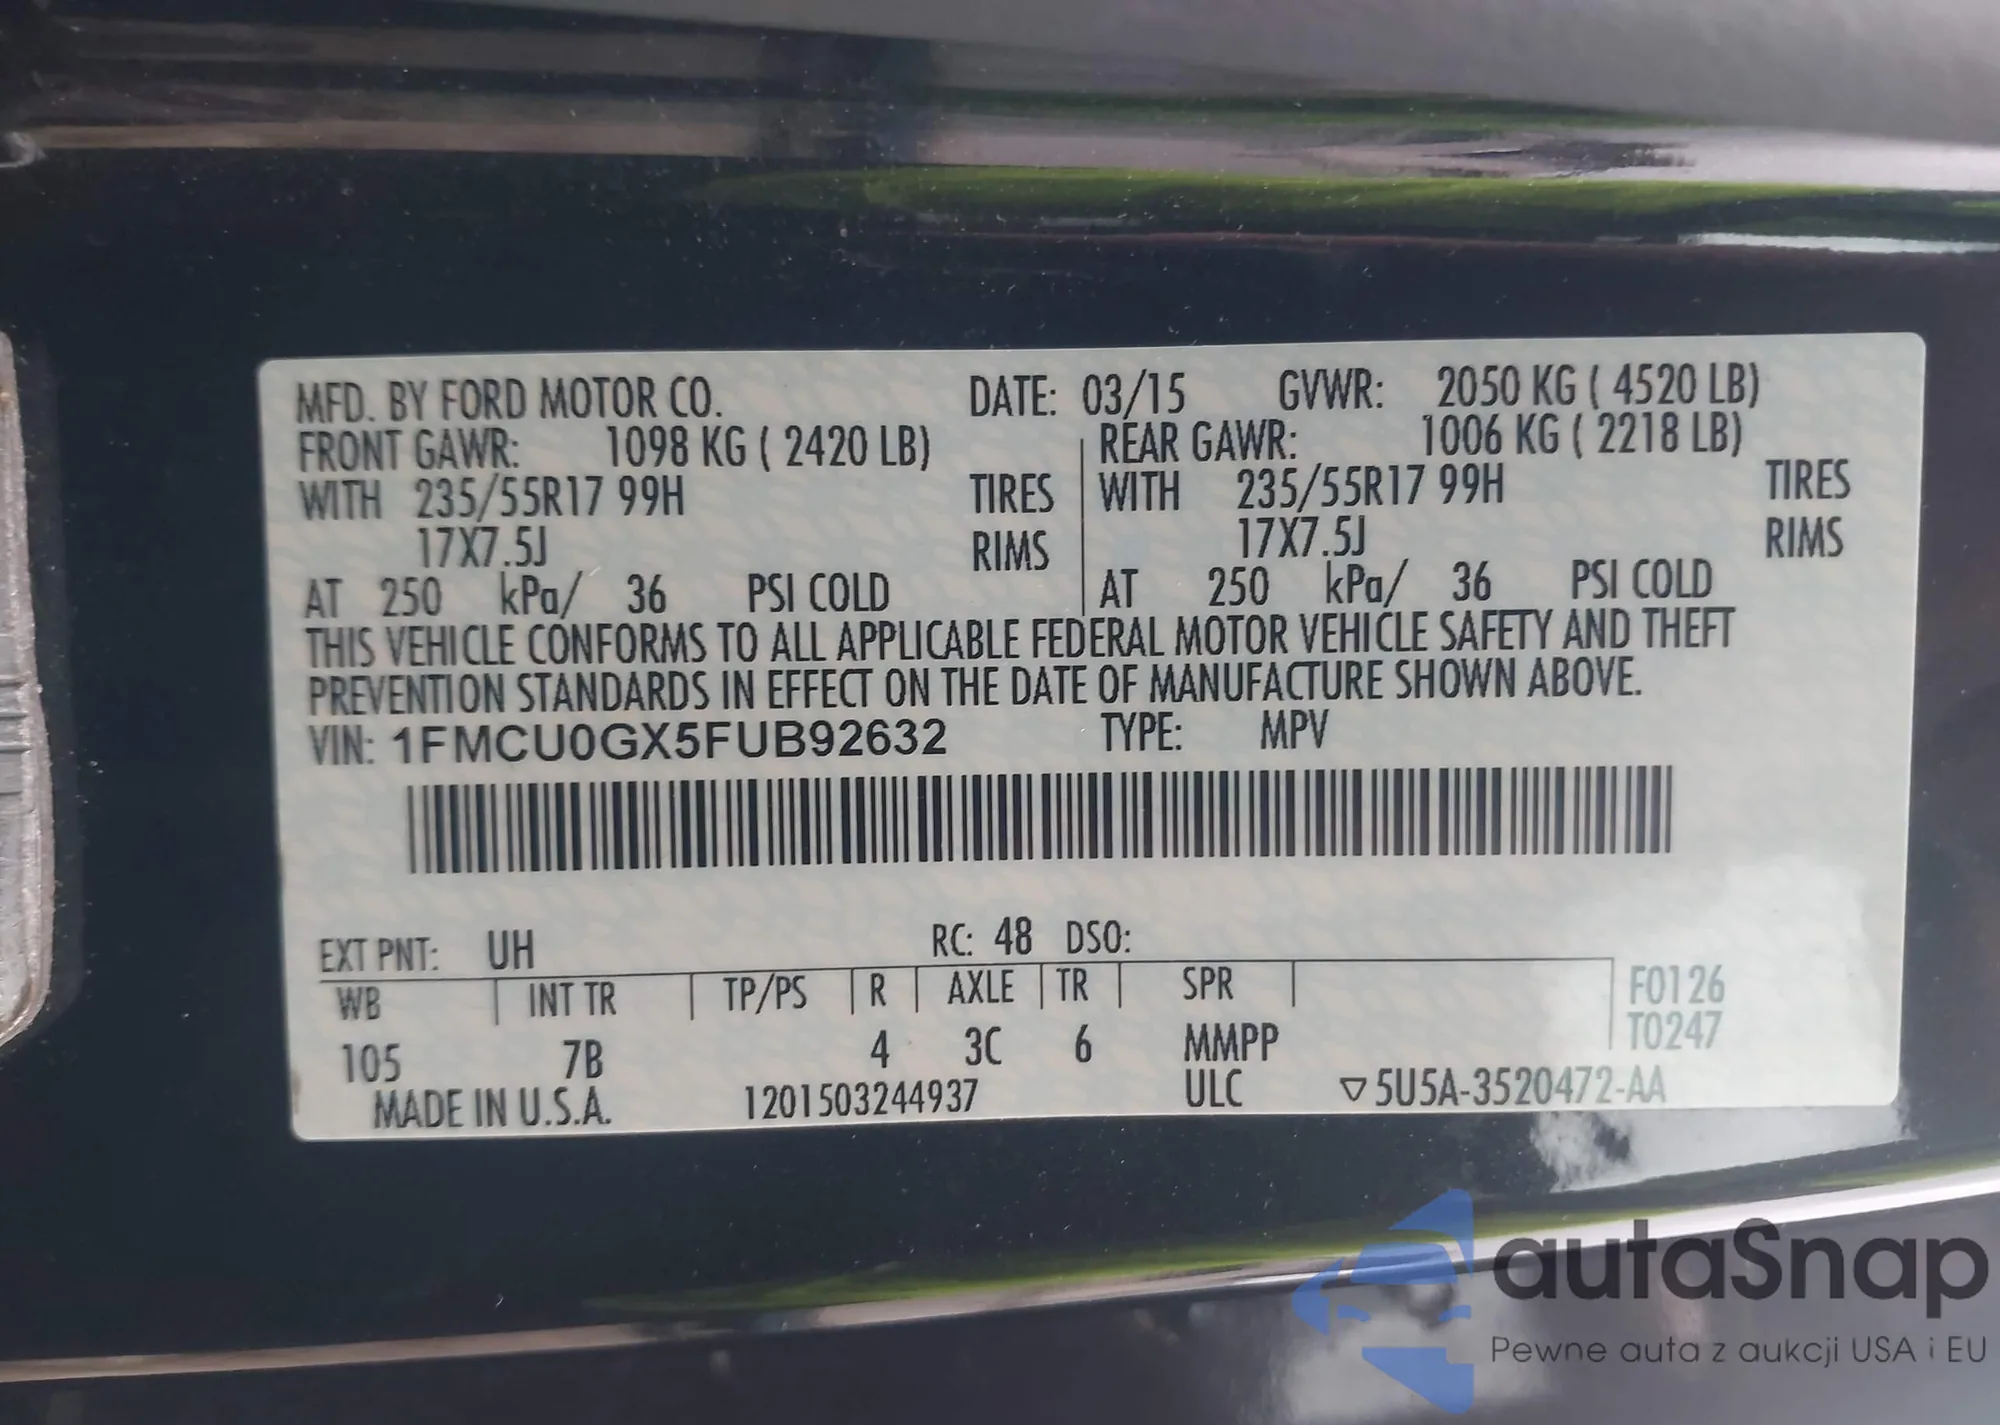 MFD. BY FORD MOTOR CO. DATE: 03/15 GVWR: 2050 KG ( 4520 LB)
FRONT GAWR: 1098 KG ( 2420 LB) REAR GAWR: 1006 KG ( 2218 LB)
WITH 235/55R17 99H TIRES WITH 235/55R17 99H TIRES
17X7.5J RIMS 17X7.5J RIMS
AT 250 kPa/ 36 PSI COLD AT 250 kPa/ 36 PSI COLD
THIS VEHICLE CONFORMS TO ALL APPLICABLE FEDERAL MOTOR VEHICLE SAFETY AND THEFT
PREVENTION STANDARDS IN EFFECT ON THE DATE OF MANUFACTURE SHOWN ABOVE.
VIN: 1FMCU0GX5FUB92632 TYPE: MPV
EXT PNT: UH RC: 48 DSO:
WB INT TR TP/PS R AXLE TR SPR F0126
T0247
105 7B 4 3C 6 MMPP
MADE IN U.S.A. 1201503244937 ULC ▽5U5A-3520472-AA
autaSnap
Pewne auta z aukcji USA i EU